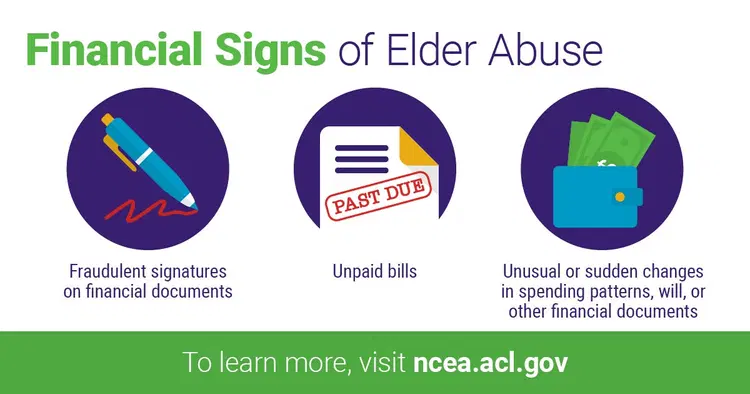 Financial Signs of Elder Abuse
PAST DUE
Fraudulent signatures
on financial documents
Unpaid bills
Unusual or sudden changes
in spending patterns, will, or
other financial documents
To learn more, visit ncea.acl.gov